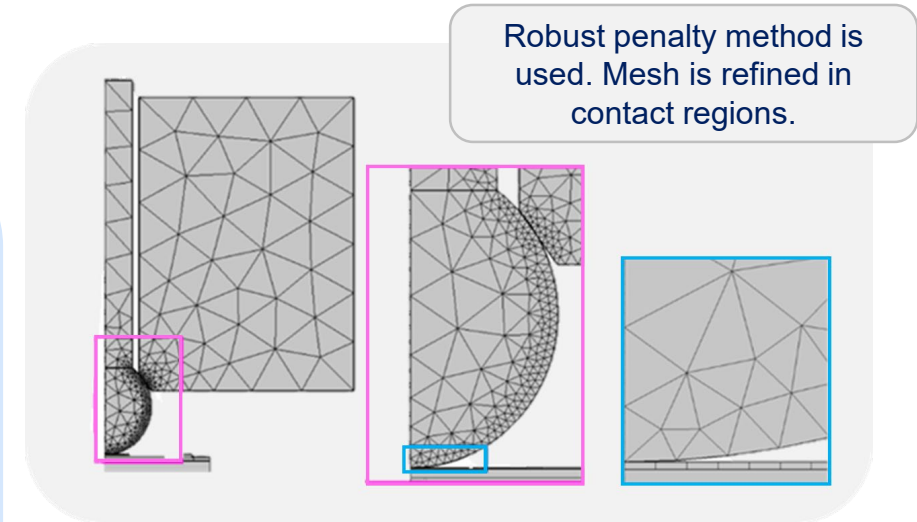 Robust penalty method is
used. Mesh is refined in
contact regions.